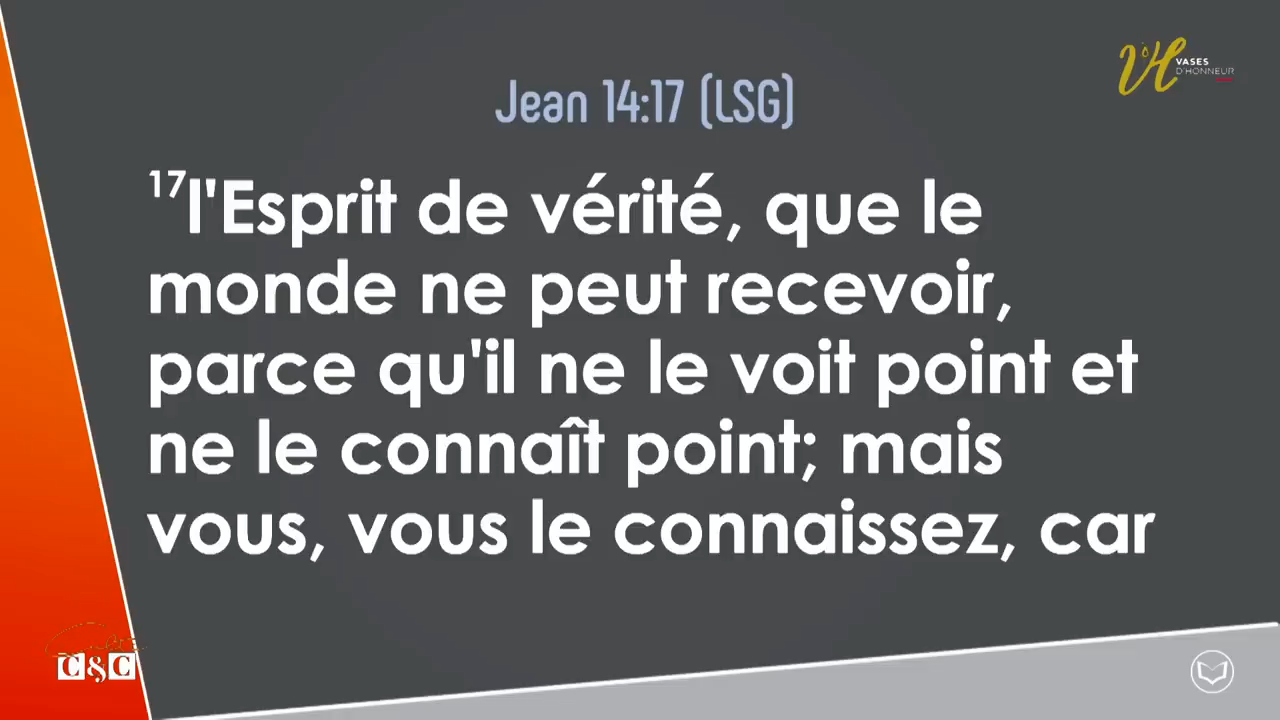 VH VASES
D'HONNEUR
Jean 14:17 (LSG)
17l'Esprit de vérité, que le
monde ne peut recevoir,
parce qu'il ne le voit point et
ne le connaît point; mais
vous, vous le connaissez, car
C&C